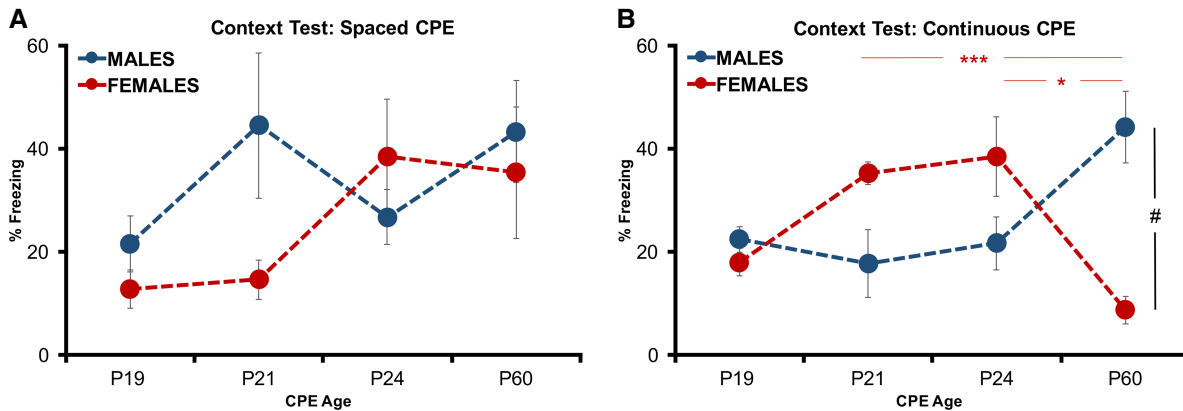 A
Context Test: Spaced CPE
60
40
20
0
% Freezing
MALES
FEMALES
P19 P21 P24 P60
CPE Age
B
Context Test: Continuous CPE
60
40
20
0
% Freezing
MALES
FEMALES
***
*
#
P19 P21 P24 P60
CPE Age